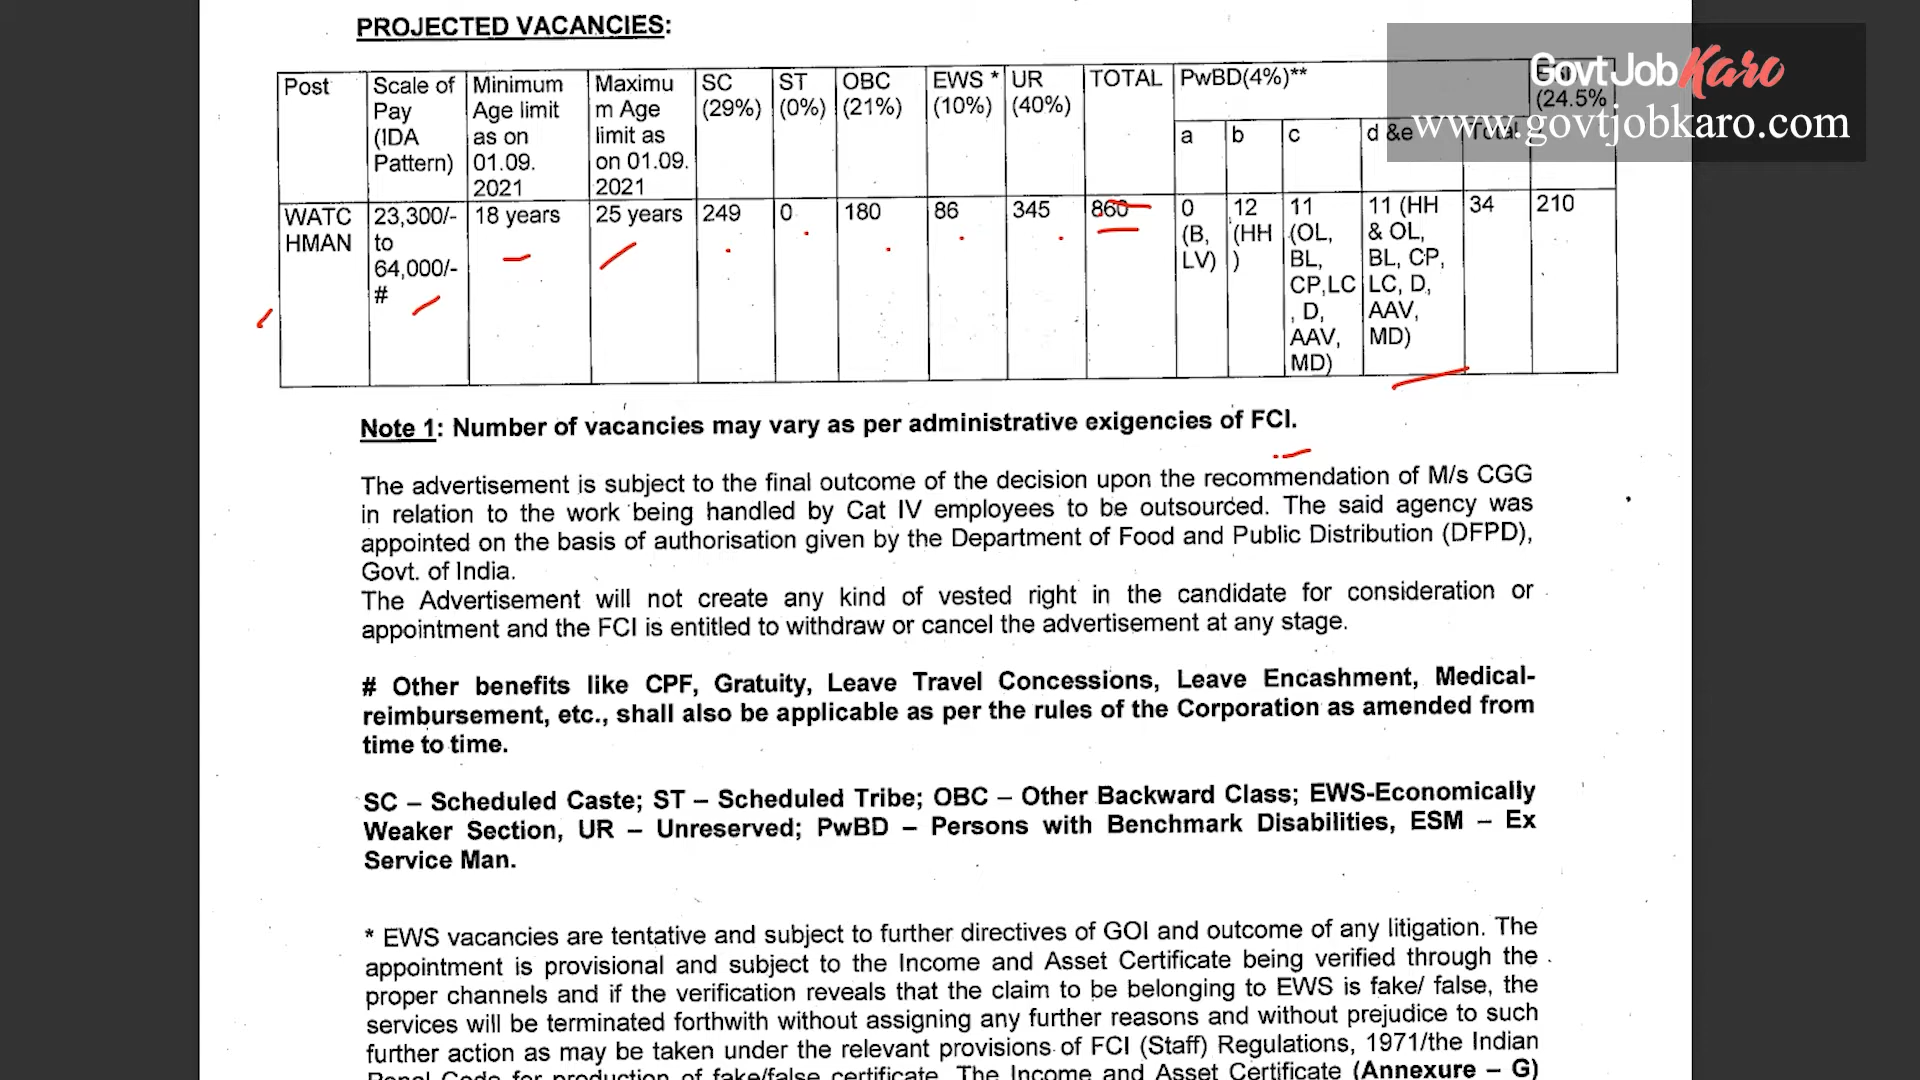 PROJECTED VACANCIES:
GovtJobKaro
www.govtjobkaro.com
Post
Scale of
Pay
(IDA
Pattern)
Minimum
Age limit
as on
01.09.
2021
Maximu
m Age
limit as
on 01.09.
2021
SC
(29%)
ST
(0%)
OBC
(21%)
EWS *
(10%)
UR
(40%)
TOTAL
PwBD(4%)**
a
b
c
d &e
Total
(24.5%
WATC
HMAN
23,300/-
to
64,000/-
#
18 years
25 years
249
0
180
86
345
860
0
(B,
LV)
12
(HH
)
11
(OL,
BL,
CP,LC
, D,
AAV,
MD)
11 (HH
& OL,
BL, CP,
LC, D,
AAV,
MD)
34
210
Note 1: Number of vacancies may vary as per administrative exigencies of FCI.
The advertisement is subject to the final outcome of the decision upon the recommendation of M/s CGG
in relation to the work being handled by Cat IV employees to be outsourced. The said agency was
appointed on the basis of authorisation given by the Department of Food and Public Distribution (DFPD),
Govt. of India.
The Advertisement will not create any kind of vested right in the candidate for consideration or
appointment and the FCI is entitled to withdraw or cancel the advertisement at any stage.
# Other benefits like CPF, Gratuity, Leave Travel Concessions, Leave Encashment, Medical-
reimbursement, etc., shall also be applicable as per the rules of the Corporation as amended from
time to time.
SC – Scheduled Caste; ST – Scheduled Tribe; OBC – Other Backward Class; EWS-Economically
Weaker Section, UR – Unreserved; PwBD – Persons with Benchmark Disabilities, ESM – Ex
Service Man.
* EWS vacancies are tentative and subject to further directives of GOI and outcome of any litigation. The
appointment is provisional and subject to the Income and Asset Certificate being verified through the
proper channels and if the verification reveals that the claim to be belonging to EWS is fake/ false, the
services will be terminated forthwith without assigning any further reasons and without prejudice to such
further action as may be taken under the relevant provisions of FCI (Staff) Regulations, 1971/the Indian
Penal Code for production of fake/false certificate. The Income and Asset Certificate (Annexure – G)